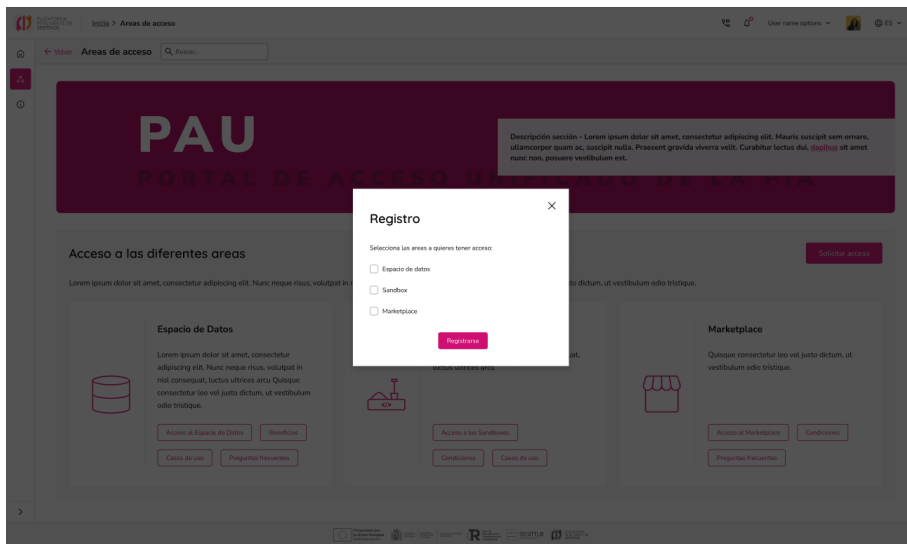 PLATAFORMA
INTELIGENTE DE
DESTINOS
Inicio > Areas de acceso
User name options
ES
Volver
Areas de acceso
Buscar...
PAU
PORTAL DE ACCESO UNIFICADO DE LA PIA
Descripción sección - Lorem ipsum dolor sit amet, consectetur adipiscing elit. Mauris suscipit sem ornare,
ullamcorper quam ac, suscipit nulla. Praesent gravida viverra velit. Curabitur luctus dui, dapibus sit amet
nunc non, posuere vestibulum est.
Registro
Selecciona las areas a quieres tener acceso:
Espacio de datos
Sandbox
Marketplace
Registrarse
Acceso a las diferentes areas
Solicitar acceso
Lorem ipsum dolor sit amet, consectetur adipiscing elit. Nunc neque risus, volutpat in
to dictum, ut vestibulum odio tristique.
Espacio de Datos
Lorem ipsum dolor sit amet, consectetur
adipiscing elit. Nunc neque risus, volutpat in
nisl consequat, luctus ultrices arcu Quisque
consectetur leo vel justo dictum, ut vestibulum
odio tristique.
Acceso al Espacio de Datos
Beneficios
Casos de uso
Preguntas frecuentes
luctus ultrices arcu
</>
Acceso a los Sandboxes
Condiciones
Casos de uso
Marketplace
Quisque consectetur leo vel justo dictum, ut
vestibulum odio tristique.
Acceso al Marketplace
Condiciones
Preguntas frecuentes
SEGITTUR